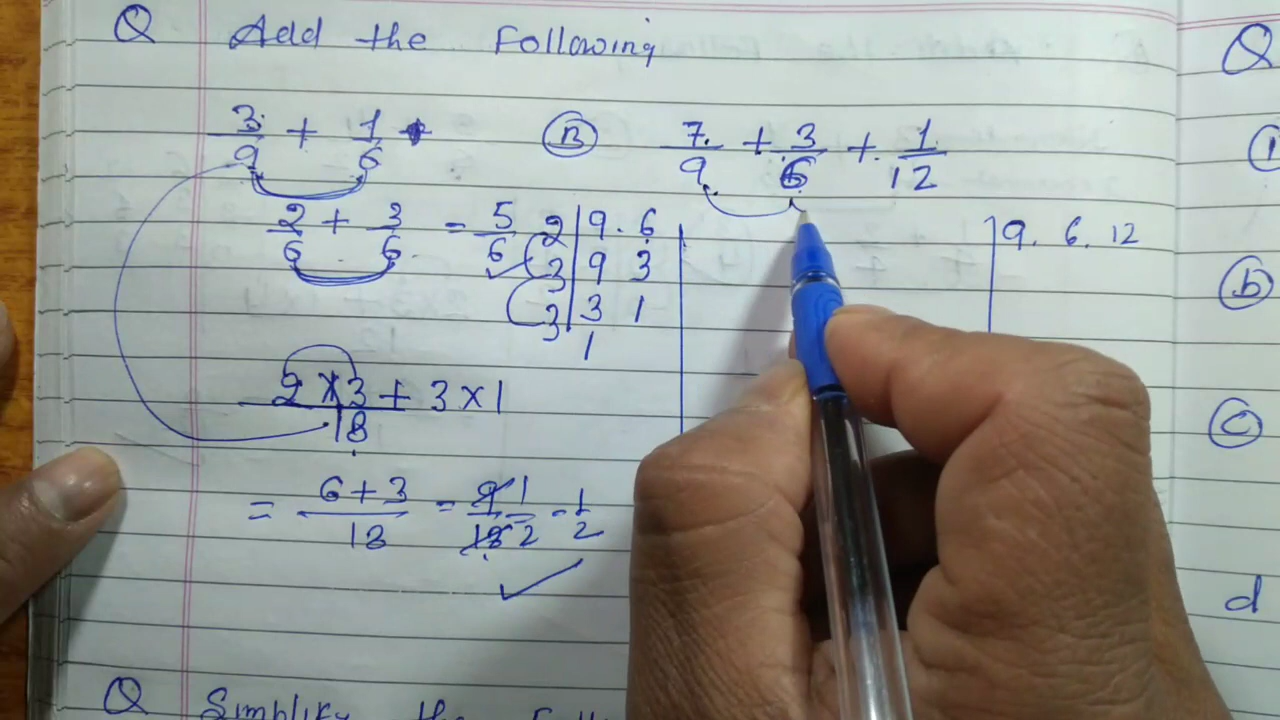 Q Add the Following
3/9 + 1/6
2/6 + 3/6 = 5/6
2 | 9 . 6
3 | 9 3
3 | 3 1
1
2 × 3 + 3 × 1
18
= 6 + 3 / 18 = 9/18 1/2 = 1/2
B 7/9 + 3/6 + 1/12
9 . 6 . 12
Q Simplify the
Q
b
c
d